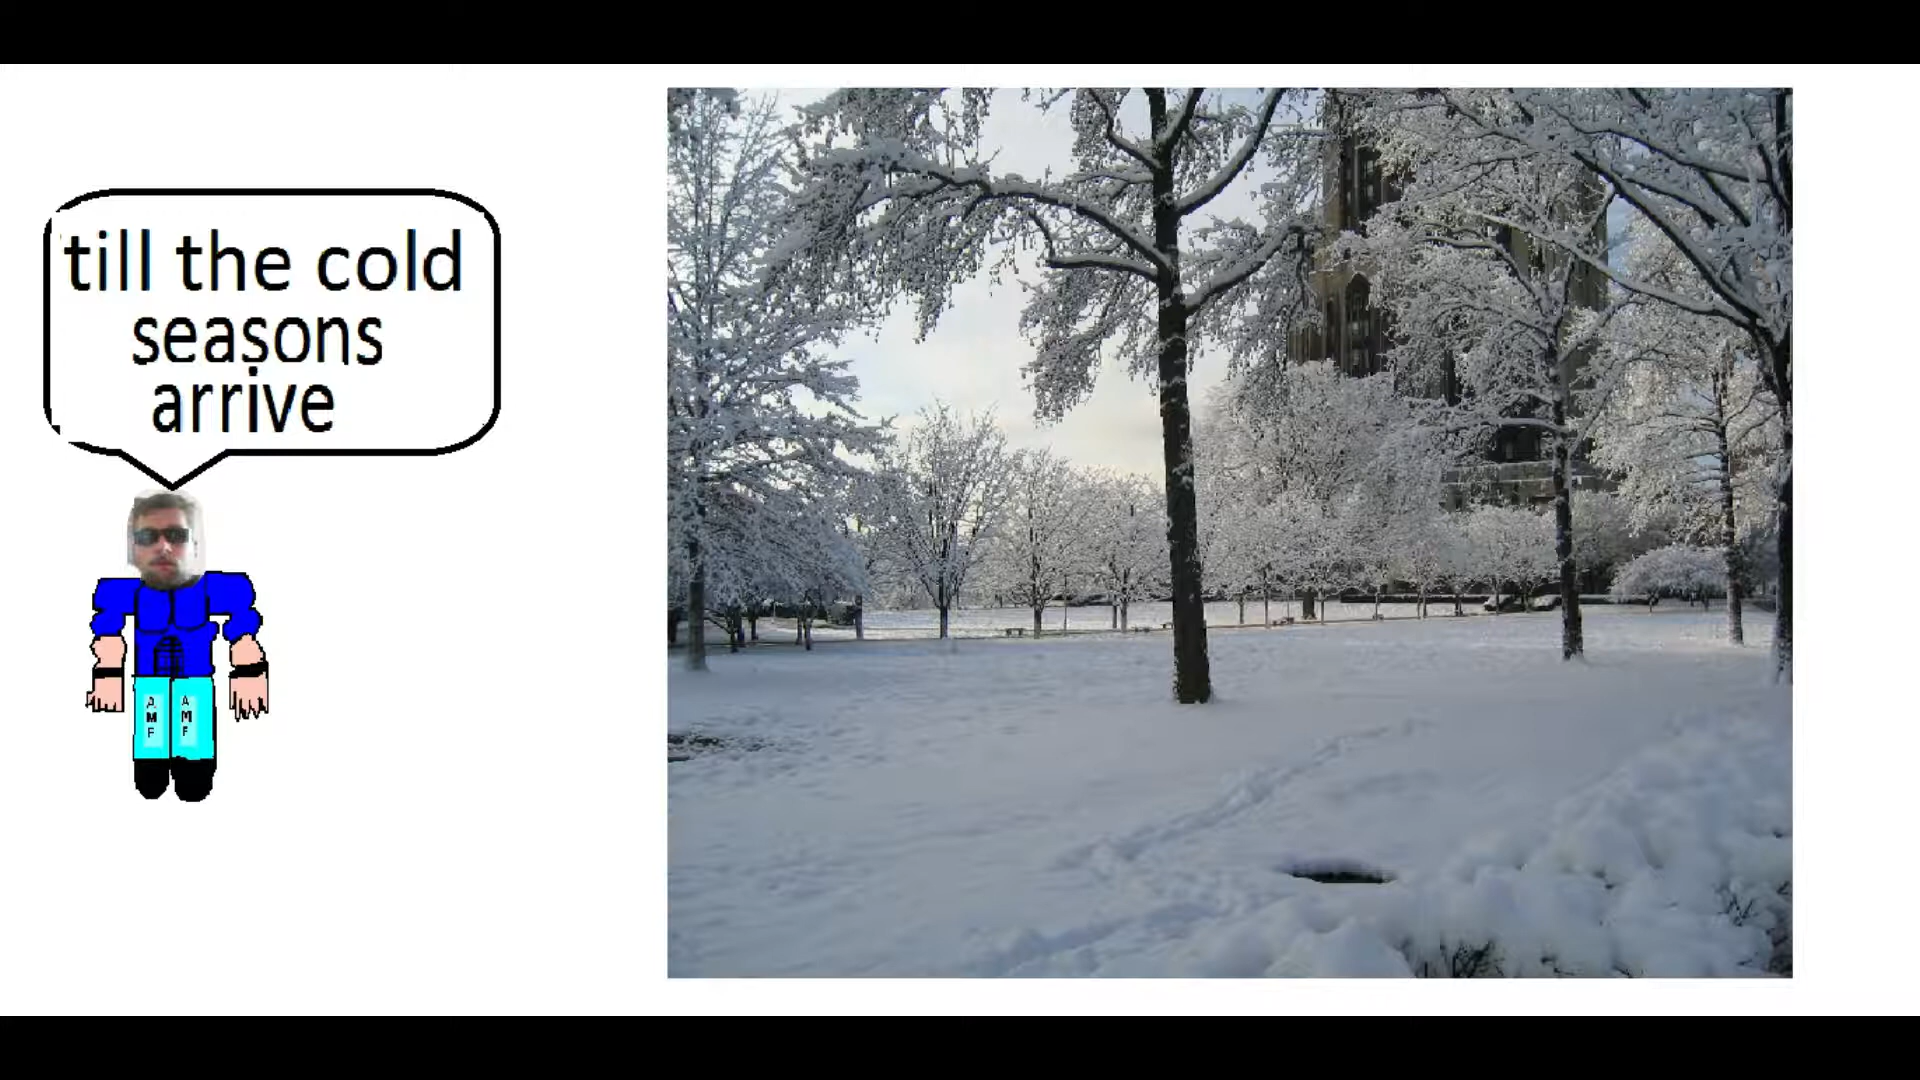 till the cold
seasons
arrive
A A
M M
F F